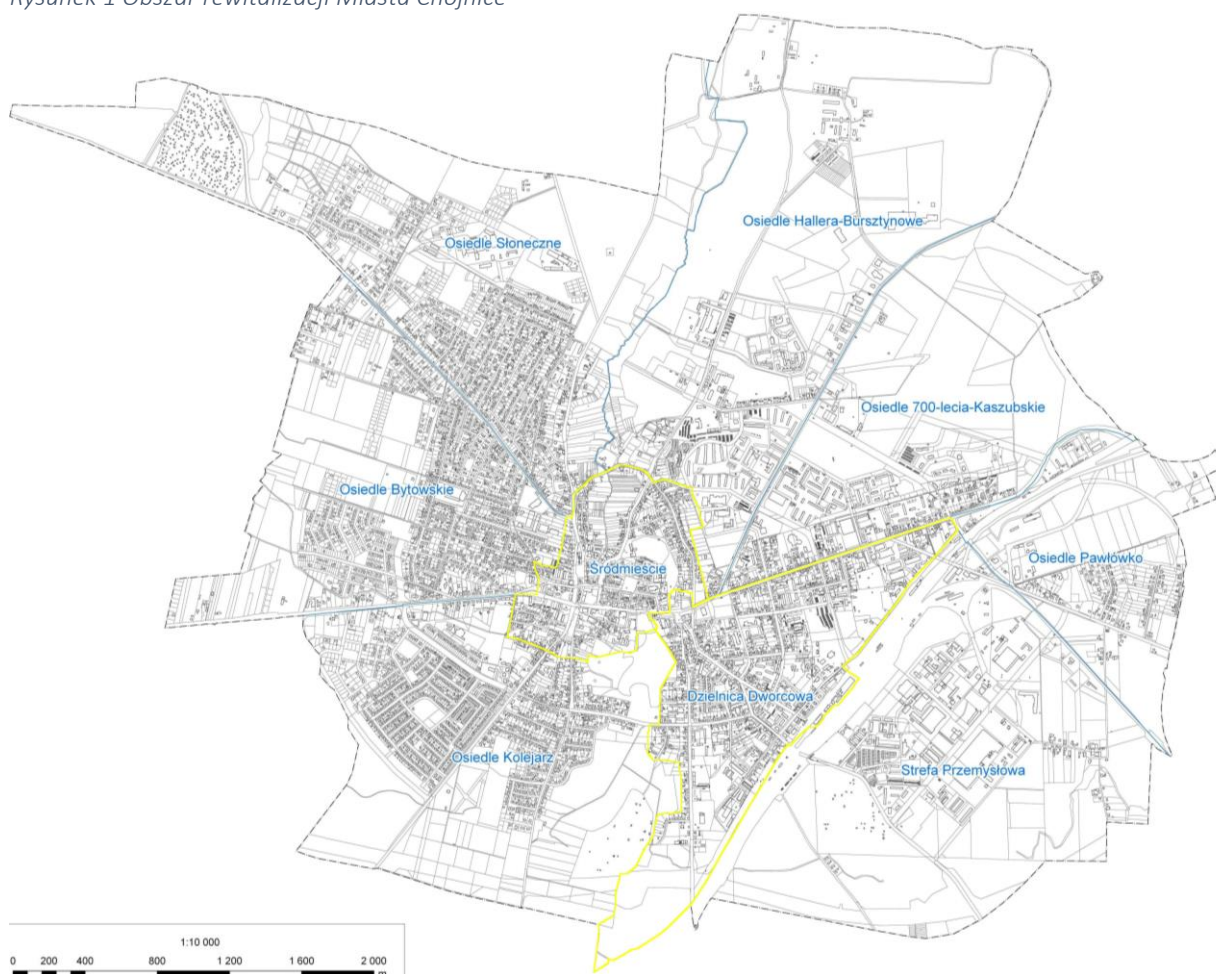 Rysunek 1 Obszar rewitalizacji Miasta Chojnice
Osiedle Hallera-Bursztynowe
Osiedle Słoneczne
Osiedle 700-lecia-Kaszubskie
Osiedle Bytowskie
Osiedle Pawłówko
Śródmieście
Dzielnica Dworcowa
Osiedle Kolejarz
Strefa Przemysłowa
1:10 000
0 200 400 800 1 200 1 600 2 000
m